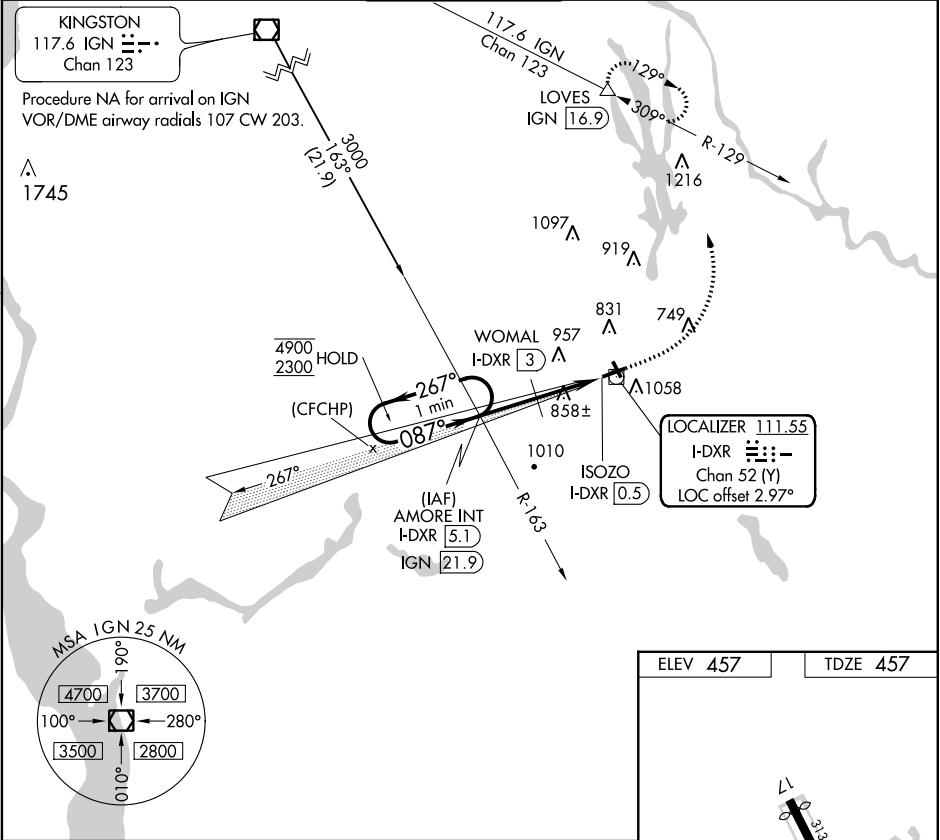 KINGSTON
117.6 IGN
Chan 123
Procedure NA for arrival on IGN
VOR/DME airway radials 107 CW 203.
1745
3000
163°
(21.9)
117.6 IGN
Chan 123
LOVES
IGN 16.9
129°
309°
R-129
1216
1097
919
831
749
957
WOMAL
I-DXR 3
4900
2300
HOLD
267°
1 min
087°
(CFCHP)
x
267°
858±
1058
1010
LOCALIZER 111.55
I-DXR
Chan 52 (Y)
LOC offset 2.97°
ISOZO
I-DXR 0.5
(IAF)
AMORE INT
I-DXR 5.1
IGN 21.9
R-163
MSA IGN 25 NM
190°
4700
3700
100°
280°
3500
2800
010°
ELEV 457
TDZE 457
17
313